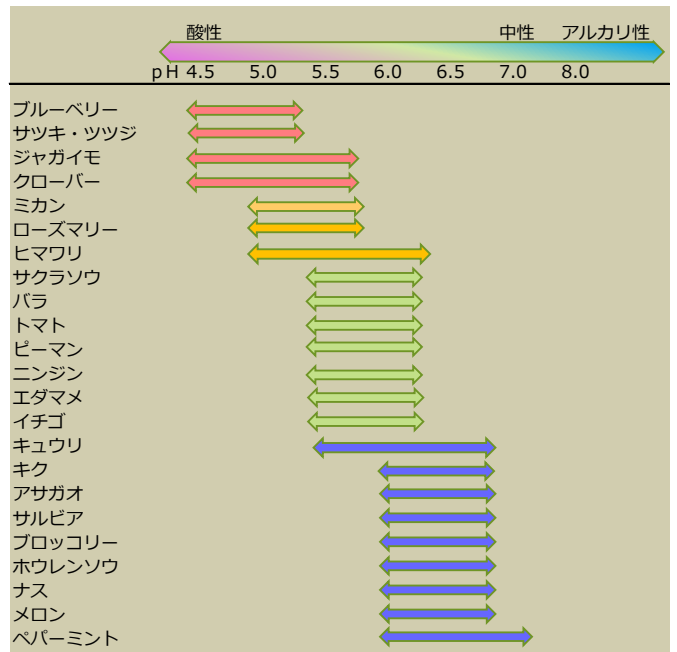 酸性 中性 アルカリ性
pH 4.5 5.0 5.5 6.0 6.5 7.0 8.0
ブルーベリー
サツキ・ツツジ
ジャガイモ
クローバー
ミカン
ローズマリー
ヒマワリ
サクラソウ
バラ
トマト
ピーマン
ニンジン
エダマメ
イチゴ
キュウリ
キク
アサガオ
サルビア
ブロッコリー
ホウレンソウ
ナス
メロン
ペパーミント